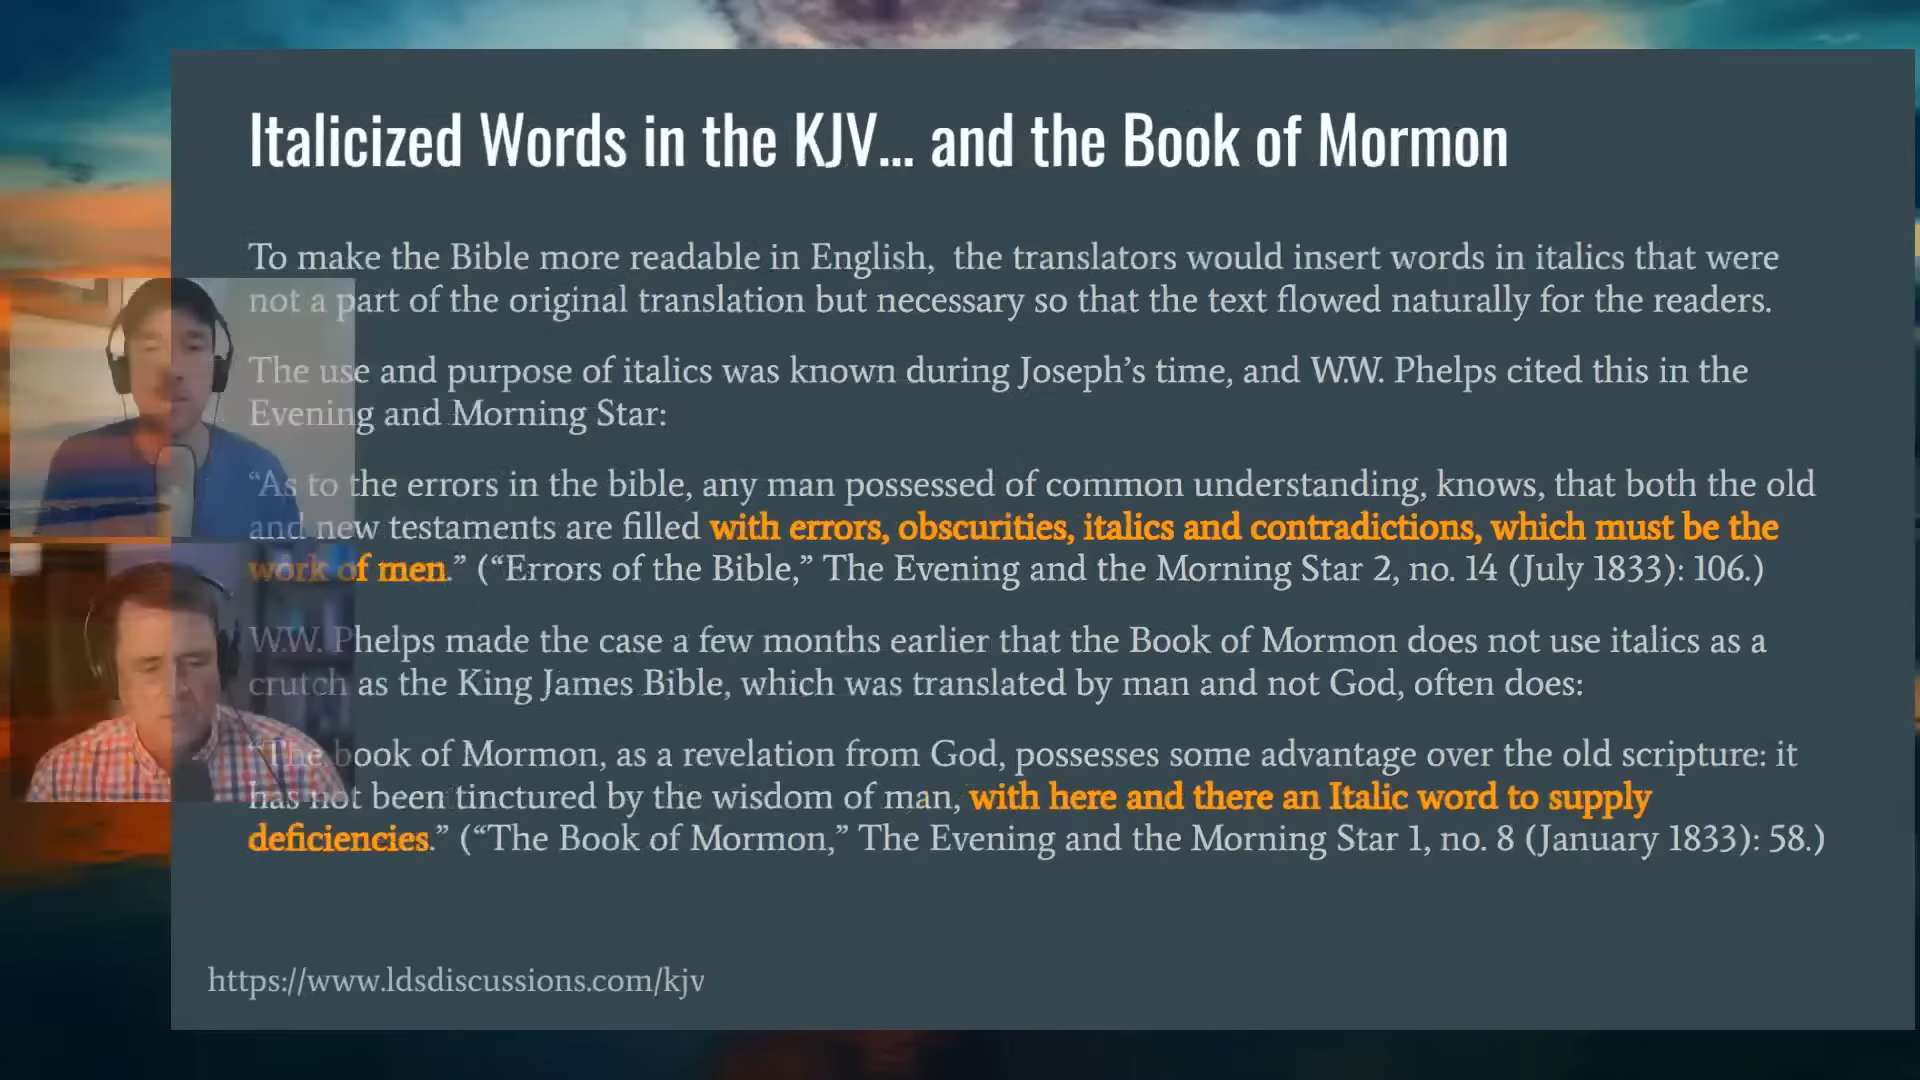 Italicized Words in the KJV... and the Book of Mormon
To make the Bible more readable in English, the translators would insert words in italics that were
not a part of the original translation but necessary so that the text flowed naturally for the readers.
The use and purpose of italics was known during Joseph’s time, and W.W. Phelps cited this in the
Evening and Morning Star:
“As to the errors in the bible, any man possessed of common understanding, knows, that both the old
and new testaments are filled with errors, obscurities, italics and contradictions, which must be the
work of men.” (“Errors of the Bible,” The Evening and the Morning Star 2, no. 14 (July 1833): 106.)
W.W. Phelps made the case a few months earlier that the Book of Mormon does not use italics as a
crutch as the King James Bible, which was translated by man and not God, often does:
“The book of Mormon, as a revelation from God, possesses some advantage over the old scripture: it
has not been tinctured by the wisdom of man, with here and there an Italic word to supply
deficiencies.” (“The Book of Mormon,” The Evening and the Morning Star 1, no. 8 (January 1833): 58.)
https://www.ldsdiscussions.com/kjv